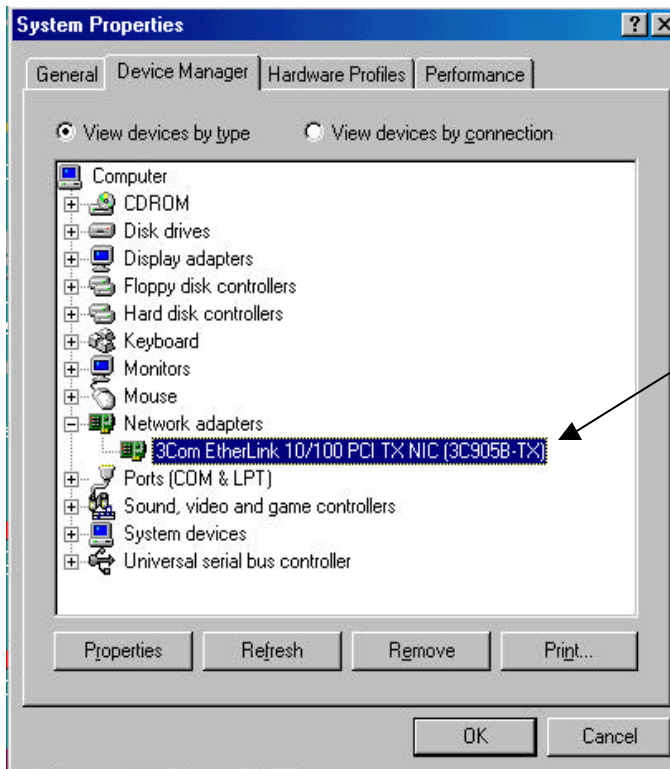 System Properties
General Device Manager Hardware Profiles Performance
View devices by type View devices by connection
Computer
CDROM
Disk drives
Display adapters
Floppy disk controllers
Hard disk controllers
Keyboard
Monitors
Mouse
Network adapters
3Com EtherLink 10/100 PCI TX NIC (3C905B-TX)
Ports (COM & LPT)
Sound, video and game controllers
System devices
Universal serial bus controller
Properties Refresh Remove Print...
OK Cancel